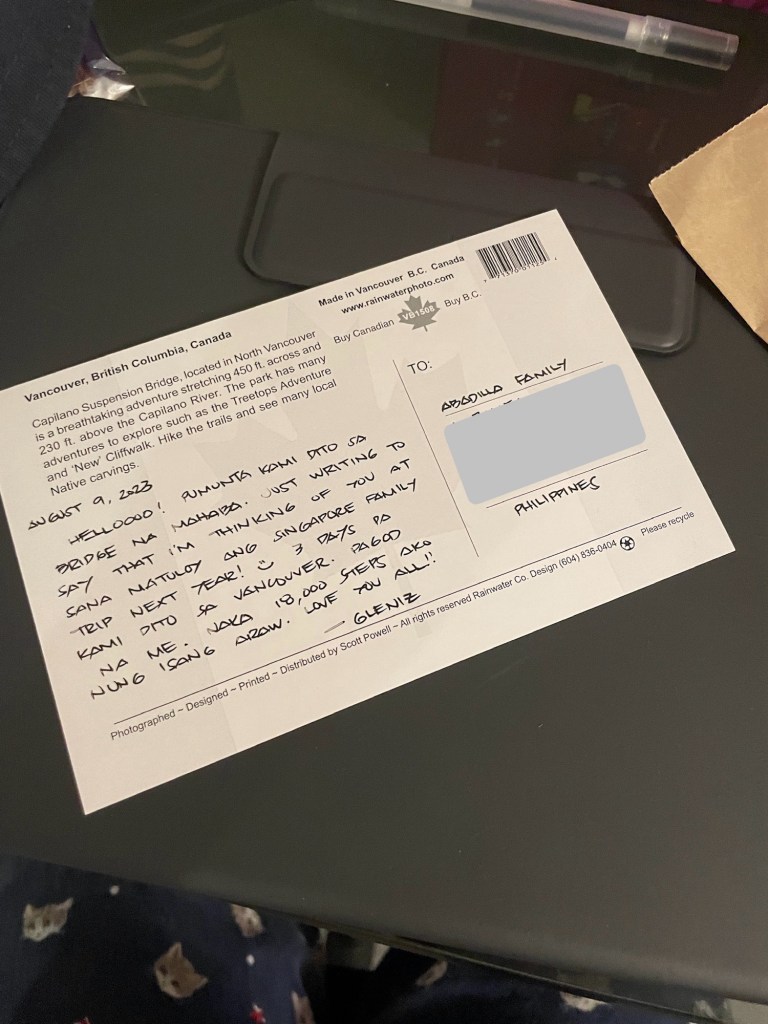 Vancouver, British Columbia, Canada
Capilano Suspension Bridge, located in North Vancouver
is a breathtaking adventure stretching 450 ft. across and
230 ft. above the Capilano River. The park has many
adventures to explore such as the Treetops Adventure
and 'New' Cliffwalk. Hike the trails and see many local
Native carvings.
Made in Vancouver B.C. Canada
www.rainwaterphoto.com
Buy Canadian VB1508 Buy B.C.
AUGUST 9, 2023
HELLOOOO! PUMUNTA KAMI DITO SA
BRIDGE NA MAHABA. JUST WRITING TO
SAY THAT I'M THINKING OF YOU AT
SANA MATULOY ANG SINGAPORE FAMILY
TRIP NEXT YEAR! 3 DAYS PA
KAMI DITO SA VANCOUVER. PAGOD
NA ME. NAKA 18,000 STEPS AKO
NUNG ISANG ARAW. LOVE YOU ALL!!
— GLENIZ
TO:
ABADILLA FAMILY
PHILIPPINES
Photographed ~ Designed ~ Printed ~ Distributed by Scott Powell ~ All rights reserved Rainwater Co. Design (604) 836-0404 Please recycle